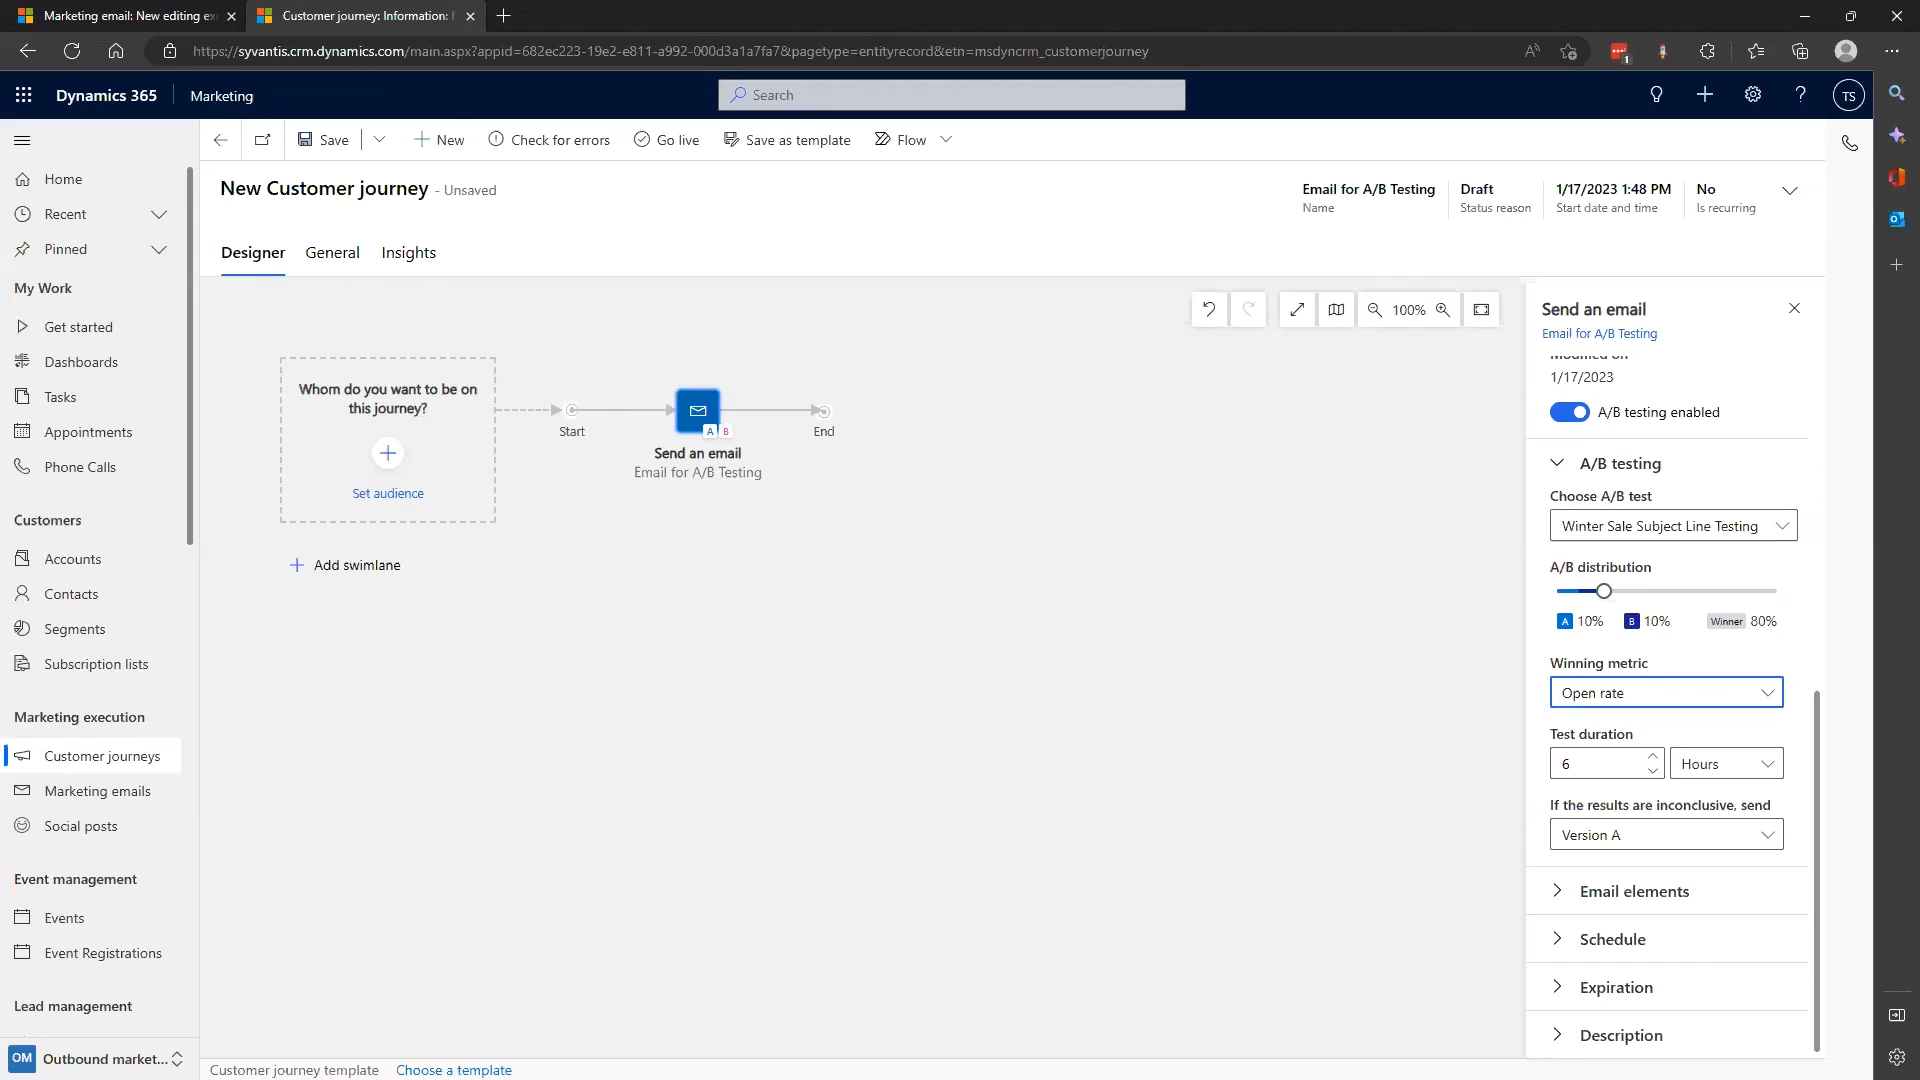 Marketing email: New editing ex
Customer journey: Information:
https://syvantis.crm.dynamics.com/main.aspx?appid=682ec223-19e2-e811-a992-000d3a1a7fa7&pagetype=entityrecord&etn=msdyncrm_customerjourney
1
Dynamics 365
Marketing
Search
TS
Save
New
Check for errors
Go live
Save as template
Flow
New Customer journey - Unsaved
Email for A/B Testing
Name
Draft
Status reason
1/17/2023 1:48 PM
Start date and time
No
Is recurring
Designer
General
Insights
Home
Recent
Pinned
My Work
Get started
Dashboards
Tasks
Appointments
Phone Calls
Customers
Accounts
Contacts
Segments
Subscription lists
Marketing execution
Customer journeys
Marketing emails
Social posts
Event management
Events
Event Registrations
Lead management
OM Outbound market...
100%
Whom do you want to be on
this journey?
Set audience
Start
A B
Send an email
Email for A/B Testing
End
Add swimlane
Send an email
Email for A/B Testing
Modified on
1/17/2023
A/B testing enabled
A/B testing
Choose A/B test
Winter Sale Subject Line Testing
A/B distribution
A 10% B 10% Winner 80%
Winning metric
Open rate
Test duration
6 Hours
If the results are inconclusive, send
Version A
Email elements
Schedule
Expiration
Description
Customer journey template Choose a template